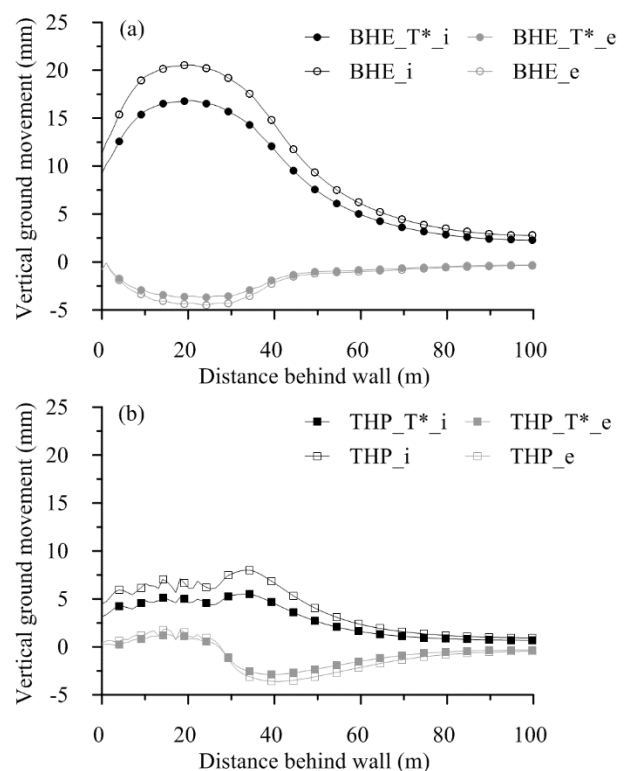 (a)
BHE_T*_i
BHE_T*_e
BHE_i
BHE_e
Vertical ground movement (mm)
25
20
15
10
5
0
-5
0 20 40 60 80 100
Distance behind wall (m)
(b)
THP_T*_i
THP_T*_e
THP_i
THP_e
Vertical ground movement (mm)
25
20
15
10
5
0
-5
0 20 40 60 80 100
Distance behind wall (m)